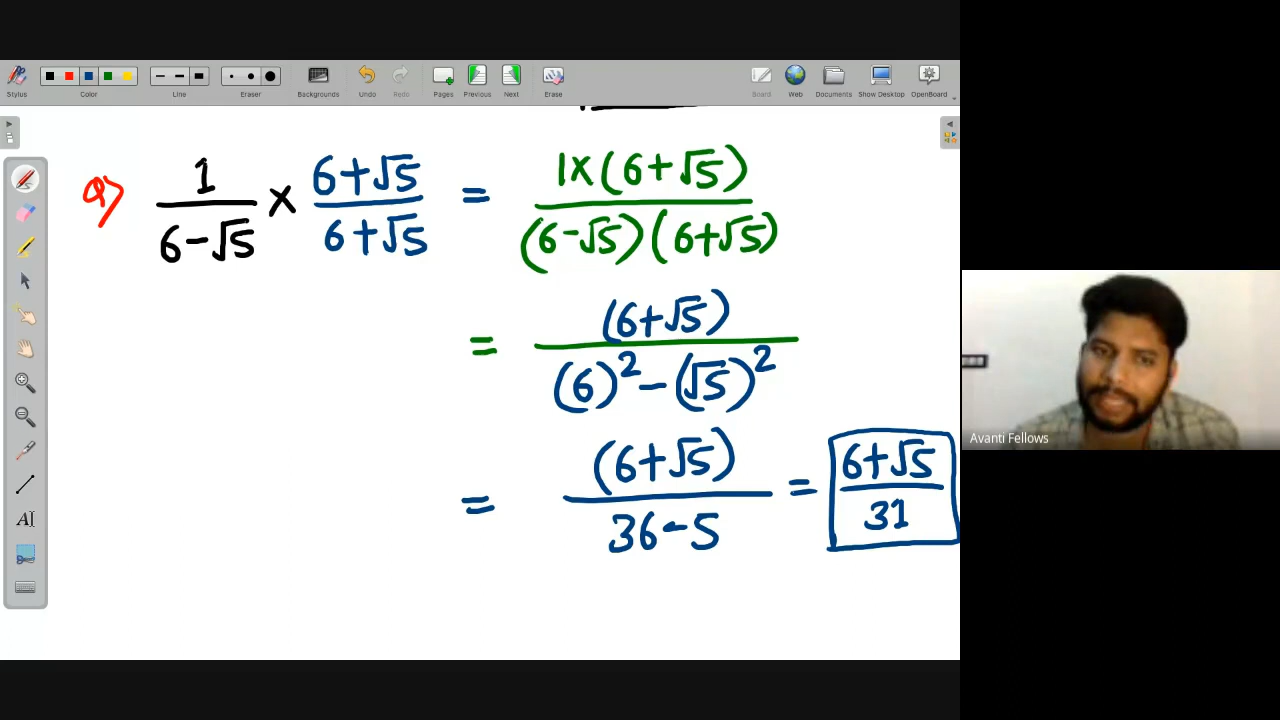 Stylus Color Line Eraser Backgrounds Undo Redo Pages Previous Next Erase Board Web Documents Show Desktop OpenBoard
Q) 1/(6-√5) × (6+√5)/(6+√5) = 1×(6+√5)/(6-√5)(6+√5)
= (6+√5)/(6)²-(√5)²
= (6+√5)/36-5 = 6+√5/31
AI
Avanti Fellows